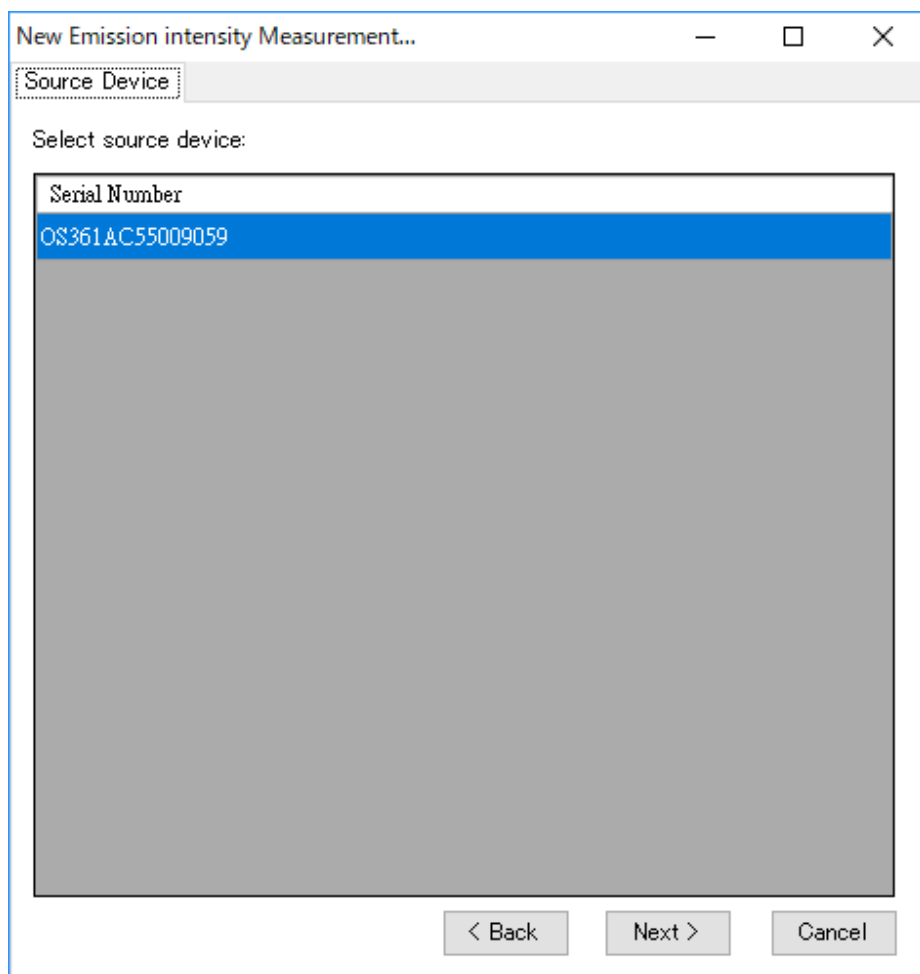 New Emission intensity Measurement...
Source Device
Select source device:
Serial Number
OS361AC55009059
< Back Next > Cancel